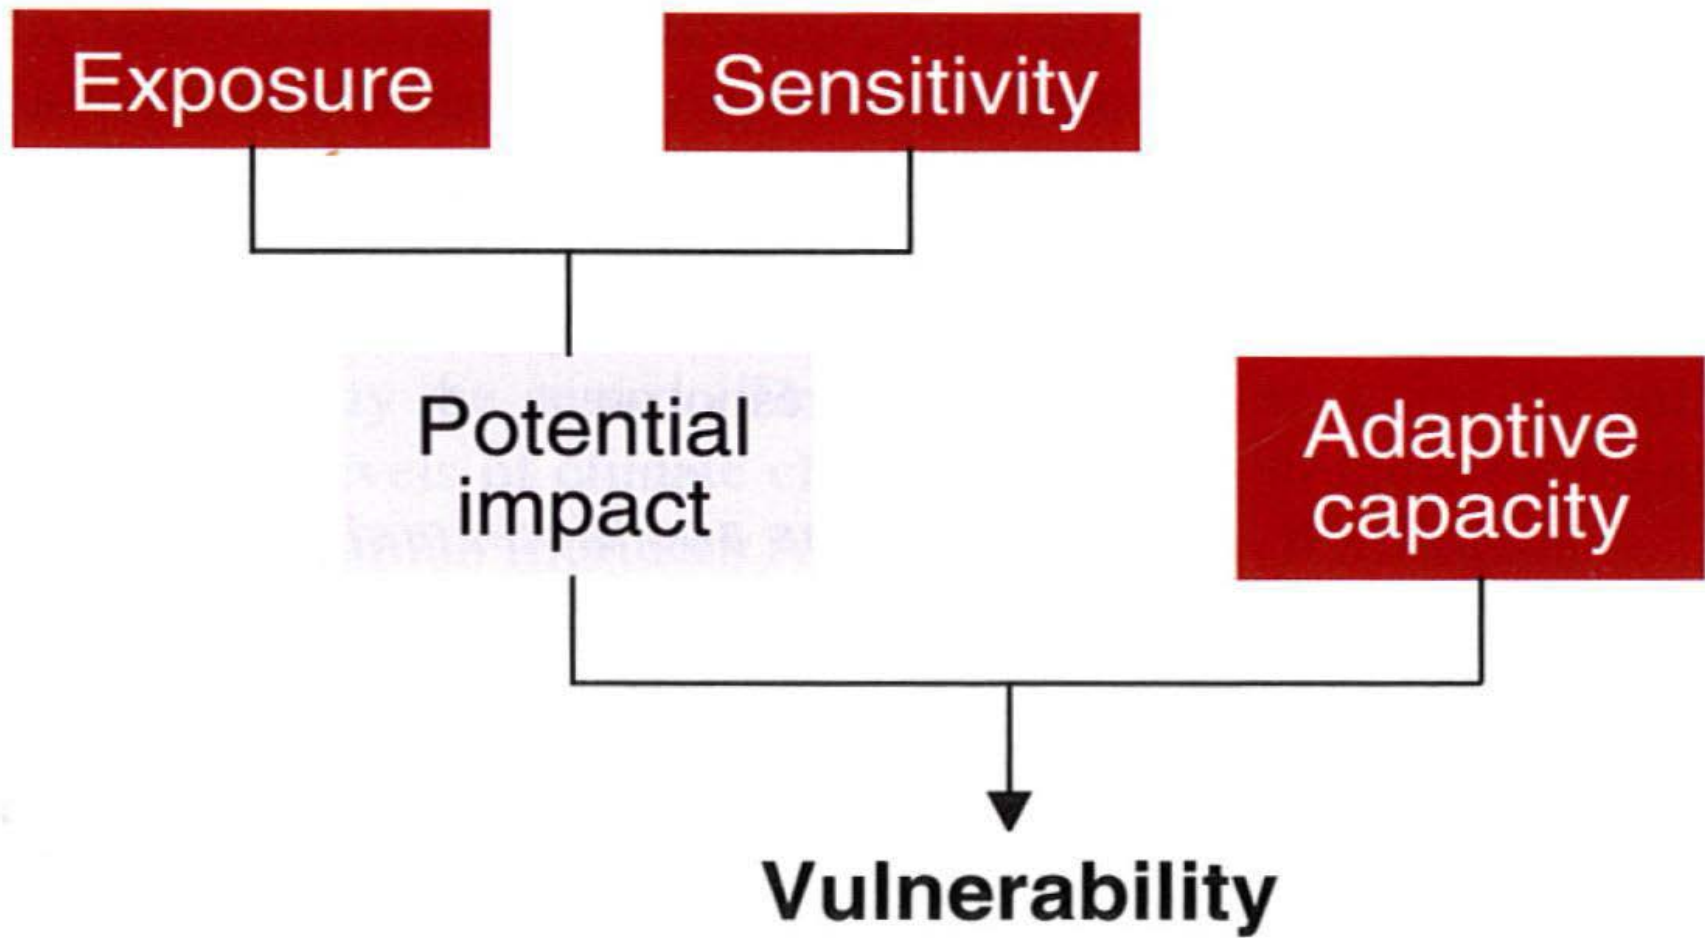 Exposure
Sensitivity
Potential
impact
Adaptive
capacity
Vulnerability